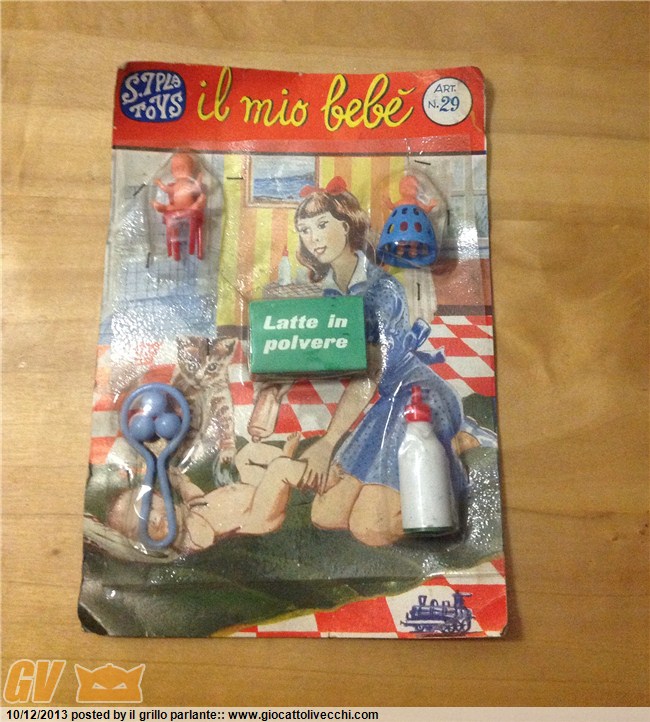 S.7PLA
TOYS
il mio bebè
ART.
N. 29
Latte in
polvere
GV
10/12/2013 posted by il grillo parlante:: www.giocattolivecchi.com